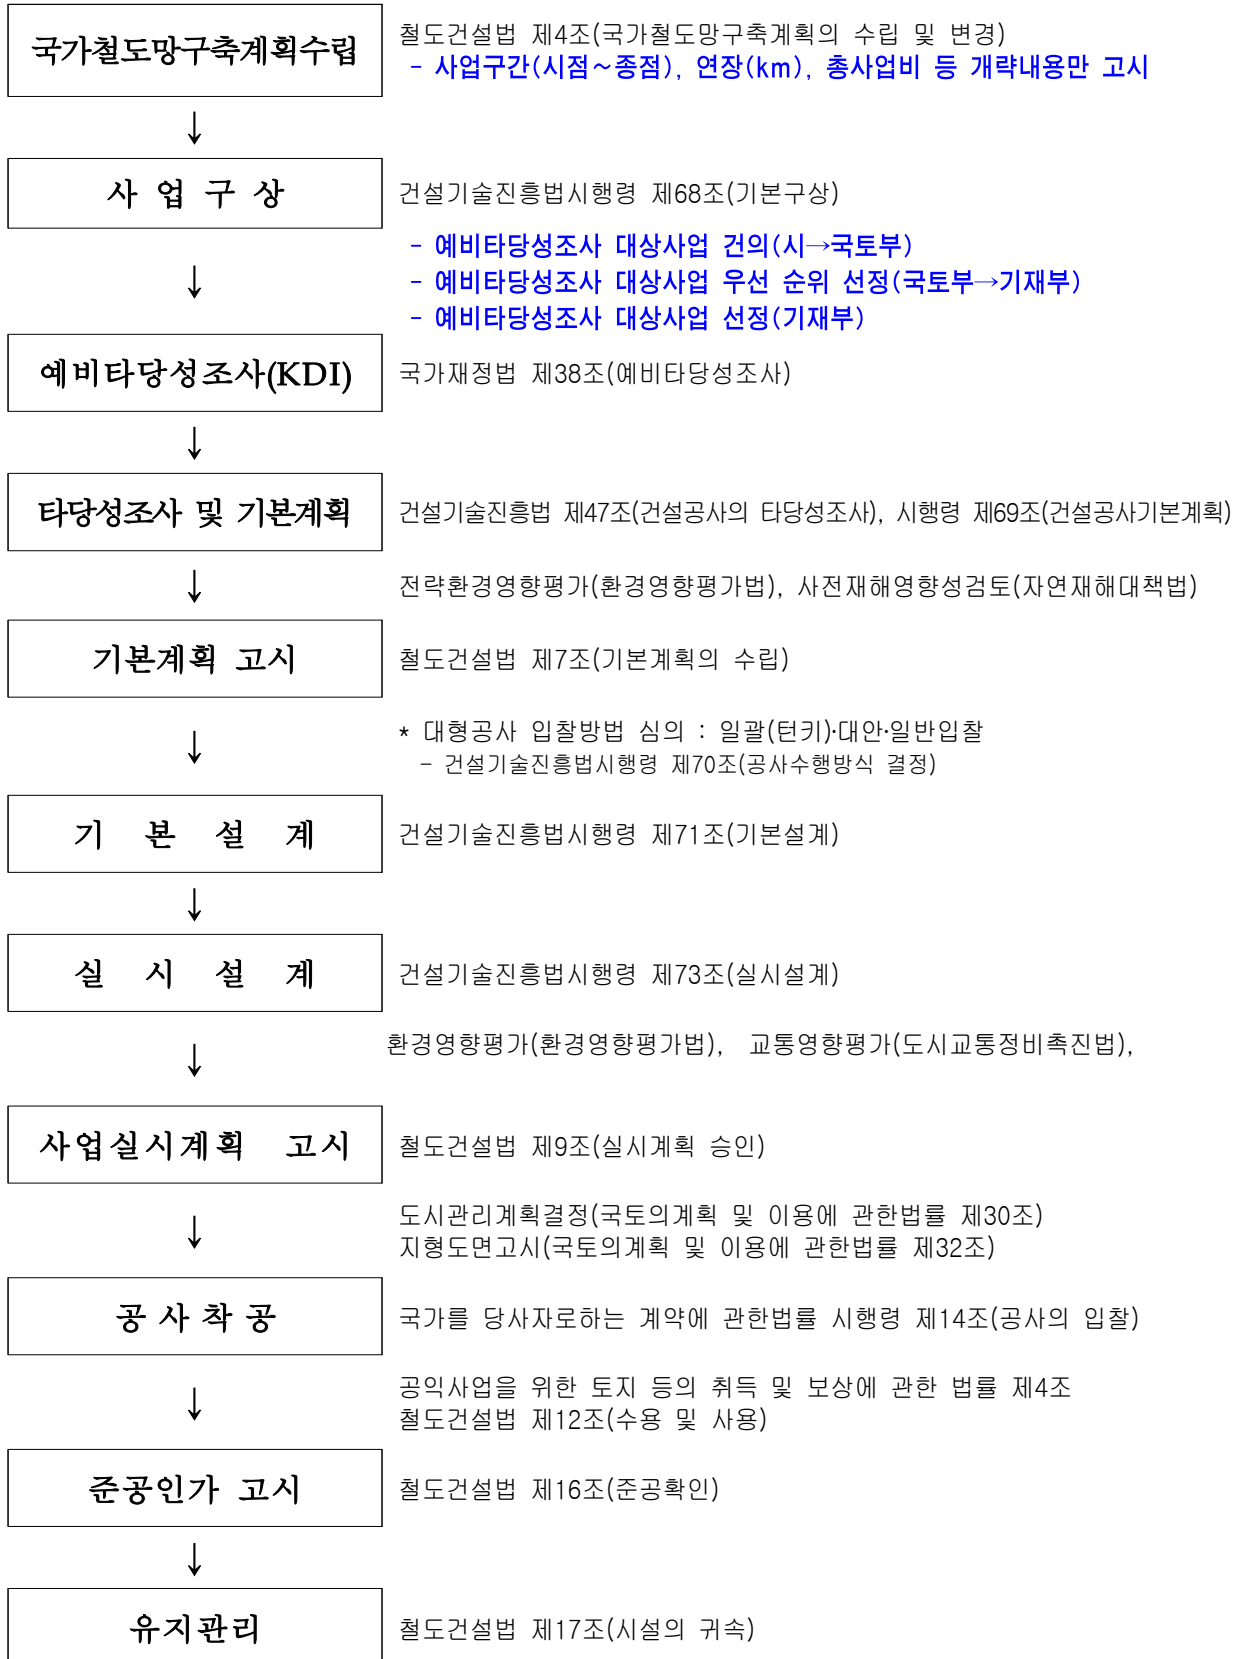 국가철도망구축계획수립
철도건설법 제4조(국가철도망구축계획의 수립 및 변경)
- 사업구간(시점～종점), 연장(km), 총사업비 등 개략내용만 고시
↓
사 업 구 상
건설기술진흥법시행령 제68조(기본구상)
↓
- 예비타당성조사 대상사업 건의(시→국토부)
- 예비타당성조사 대상사업 우선 순위 선정(국토부→기재부)
- 예비타당성조사 대상사업 선정(기재부)
예비타당성조사(KDI)
국가재정법 제38조(예비타당성조사)
↓
타당성조사 및 기본계획
건설기술진흥법 제47조(건설공사의 타당성조사), 시행령 제69조(건설공사기본계획)
↓
전략환경영향평가(환경영향평가법), 사전재해영향성검토(자연재해대책법)
기본계획 고시
철도건설법 제7조(기본계획의 수립)
↓
* 대형공사 입찰방법 심의 : 일괄(턴키)·대안·일반입찰
- 건설기술진흥법시행령 제70조(공사수행방식 결정)
기 본 설 계
건설기술진흥법시행령 제71조(기본설계)
↓
실 시 설 계
건설기술진흥법시행령 제73조(실시설계)
↓
환경영향평가(환경영향평가법), 교통영향평가(도시교통정비촉진법),
사업실시계획 고시
철도건설법 제9조(실시계획 승인)
↓
도시관리계획결정(국토의계획 및 이용에 관한법률 제30조)
지형도면고시(국토의계획 및 이용에 관한법률 제32조)
공 사 착 공
국가를 당사자로하는 계약에 관한법률 시행령 제14조(공사의 입찰)
↓
공익사업을 위한 토지 등의 취득 및 보상에 관한 법률 제4조
철도건설법 제12조(수용 및 사용)
준공인가 고시
철도건설법 제16조(준공확인)
↓
유지관리
철도건설법 제17조(시설의 귀속)